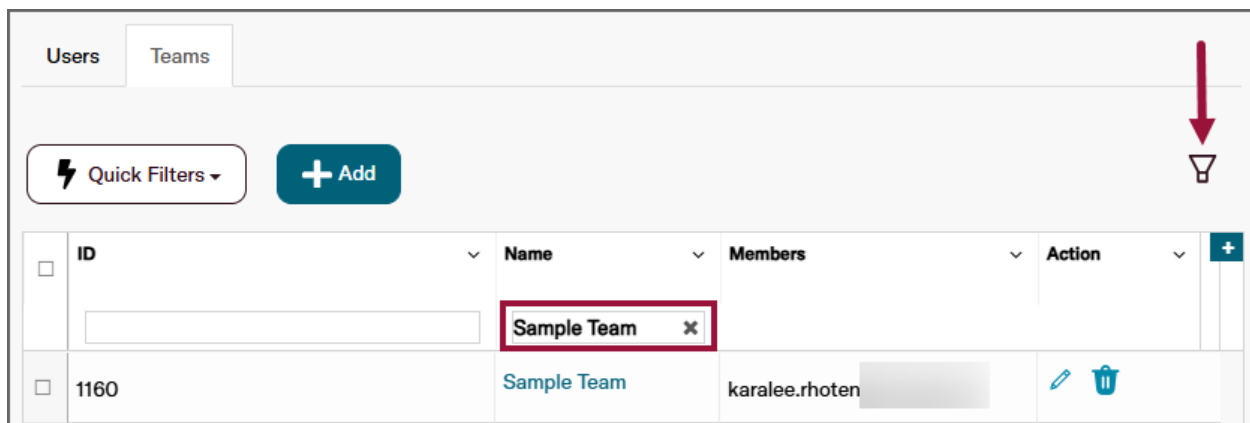 Users Teams
Quick Filters Add
ID Name Members Action
Sample Team
1160 Sample Team karalee.rhoten